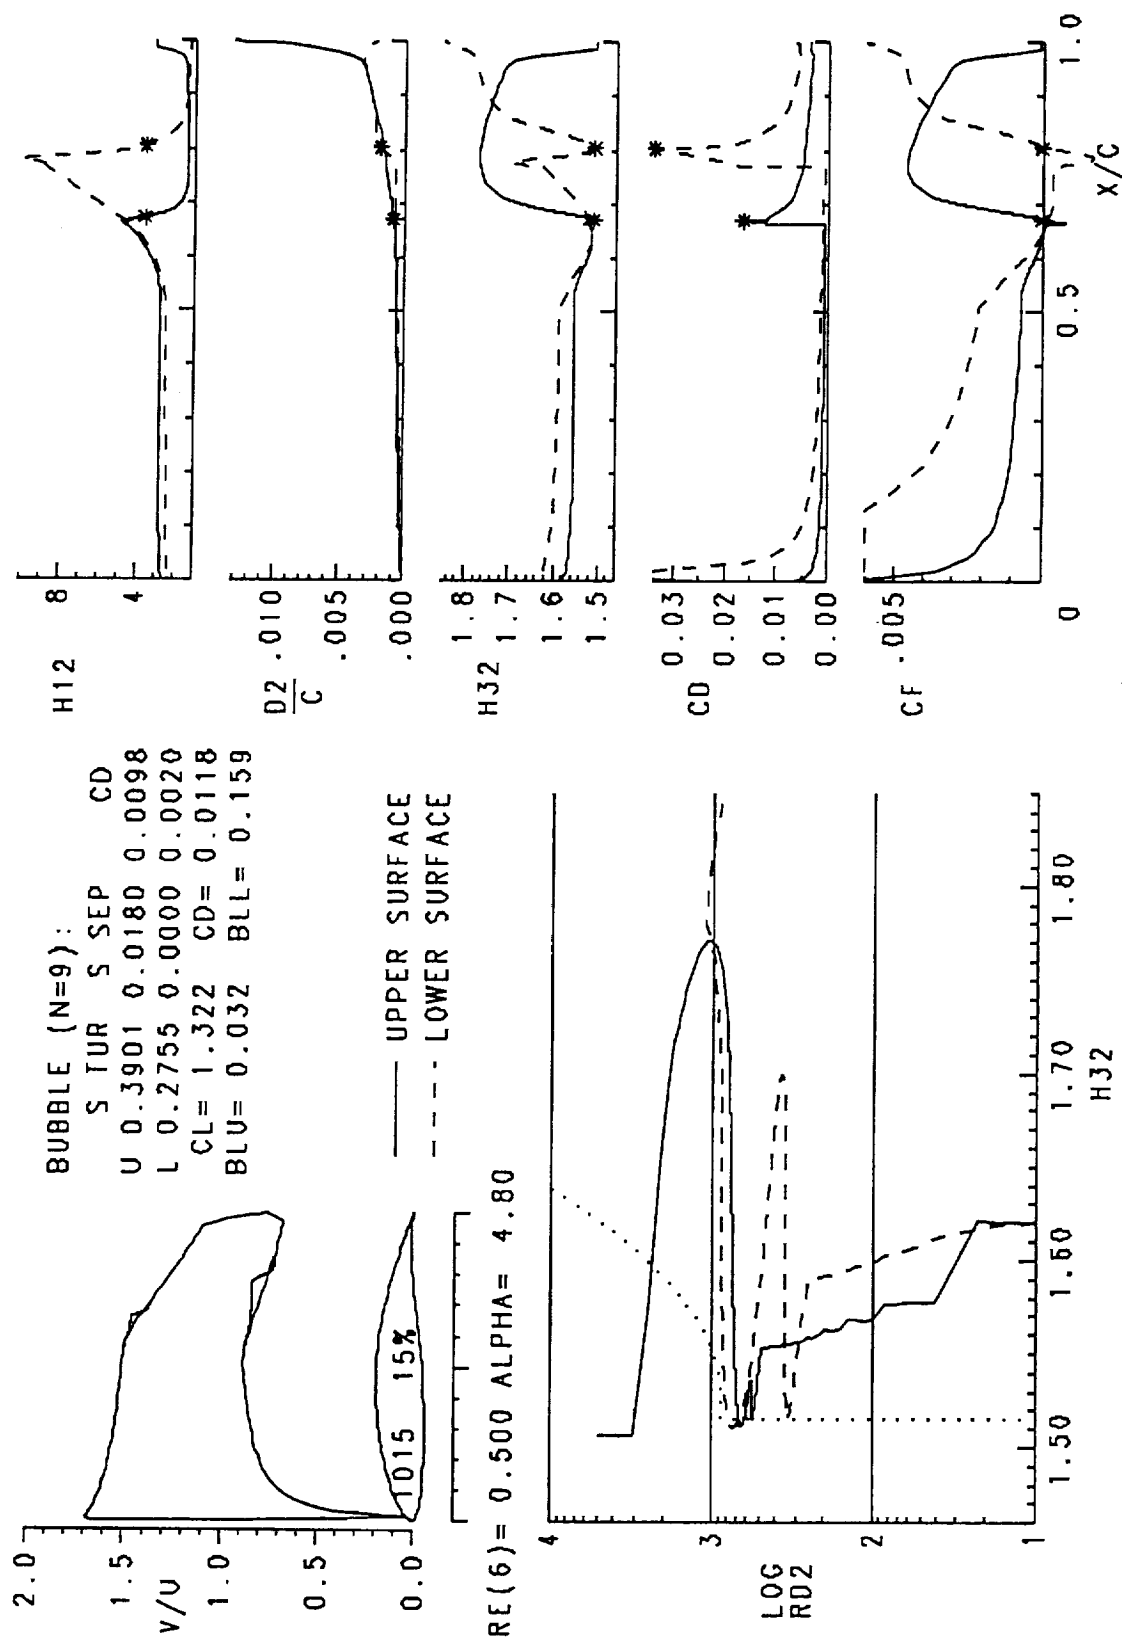 2.0
1.5
V/U
1.0
0.5
0.0
1015 15%
BUBBLE (N=9):
S TUR S SEP CD
U 0.3901 0.0180 0.0098
L 0.2755 0.0000 0.0020
CL= 1.322 CD= 0.0118
BLU= 0.032 BLL= 0.159
UPPER SURFACE
LOWER SURFACE
RE(6)= 0.500 ALPHA= 4.80
4
3
LOG
RD2
2
1
1.50
1.60
1.70
1.80
H32
H12
8
4
D2
C
.010
.005
.000
H32
1.8
1.7
1.6
1.5
CD
0.03
0.02
0.01
0.00
CF
.005
0
0.5
1.0
X/C